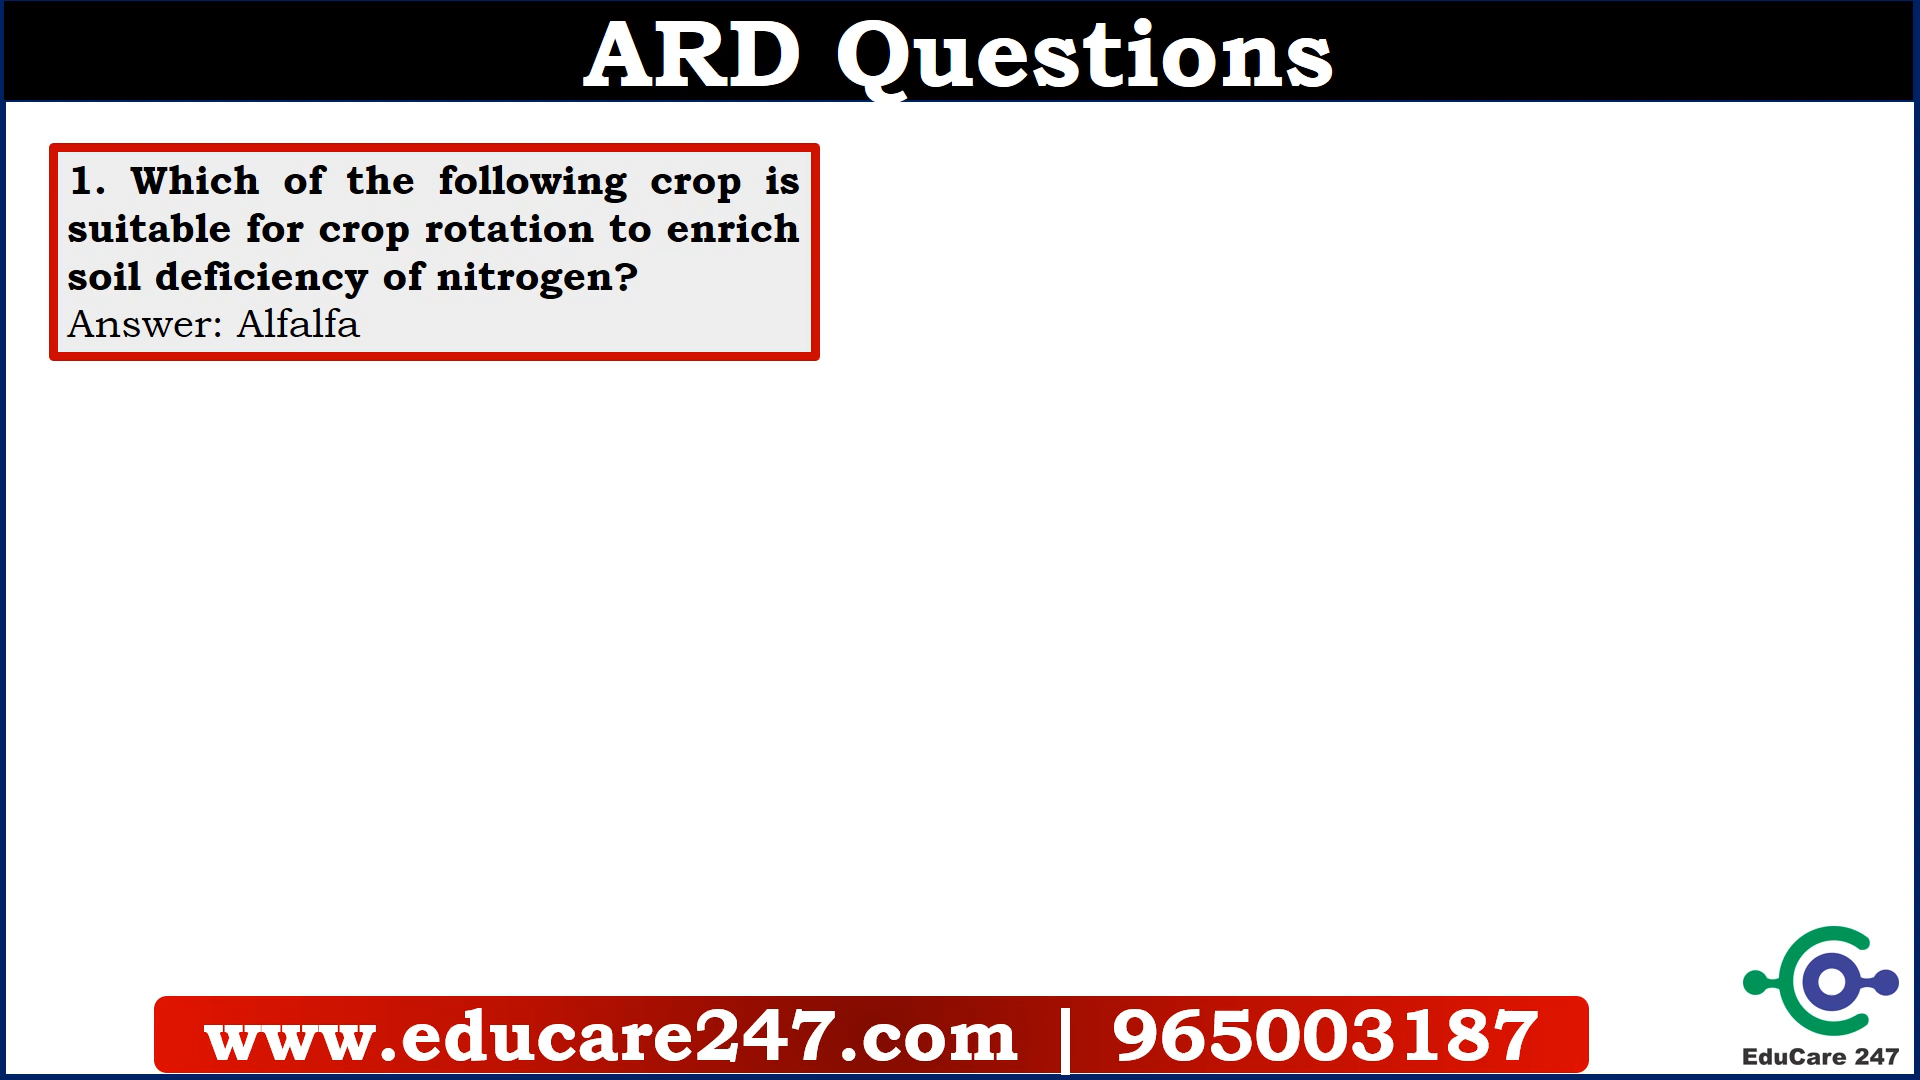 ARD Questions
1. Which of the following crop is
suitable for crop rotation to enrich
soil deficiency of nitrogen?
Answer: Alfalfa
www.educare247.com | 965003187
EduCare 247